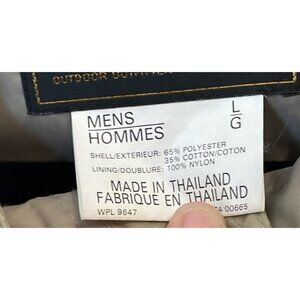 OUTDOOR OUTFITTER
MENS
HOMMES
L
G
SHELL/EXTERIEUR: 65% POLYESTER
35% COTTON/COTON
LINING/DOUBLURE: 100% NYLON
MADE IN THAILAND
FABRIQUE EN THAILAND
WPL 9647
CA 00665